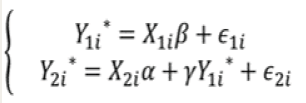 Y₁ᵢ* = X₁ᵢβ + ϵ₁ᵢ
Y₂ᵢ* = X₂ᵢα + γY₁ᵢ* + ϵ₂ᵢ